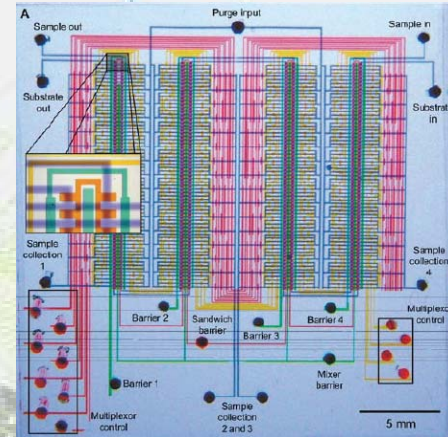 A
Purge input
Sample out
Sample in
Substrate
out
Substrat
in
Sample
collection
1
Sample
collection
4
Barrier 2
Barrier 1
Sandwich
barrier
Barrier 3
Barrier 4
Multiplexor
control
Mixer
barrier
Multiplexor
control
Sample
collection
2 and 3
5 mm